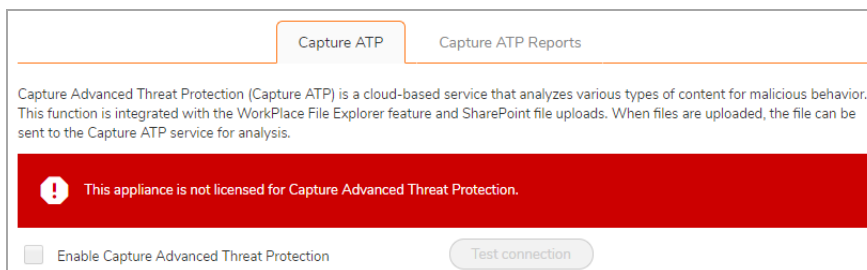 Capture ATP
Capture ATP Reports
Capture Advanced Threat Protection (Capture ATP) is a cloud-based service that analyzes various types of content for malicious behavior.
This function is integrated with the WorkPlace File Explorer feature and SharePoint file uploads. When files are uploaded, the file can be
sent to the Capture ATP service for analysis.
This appliance is not licensed for Capture Advanced Threat Protection.
Enable Capture Advanced Threat Protection
Test connection